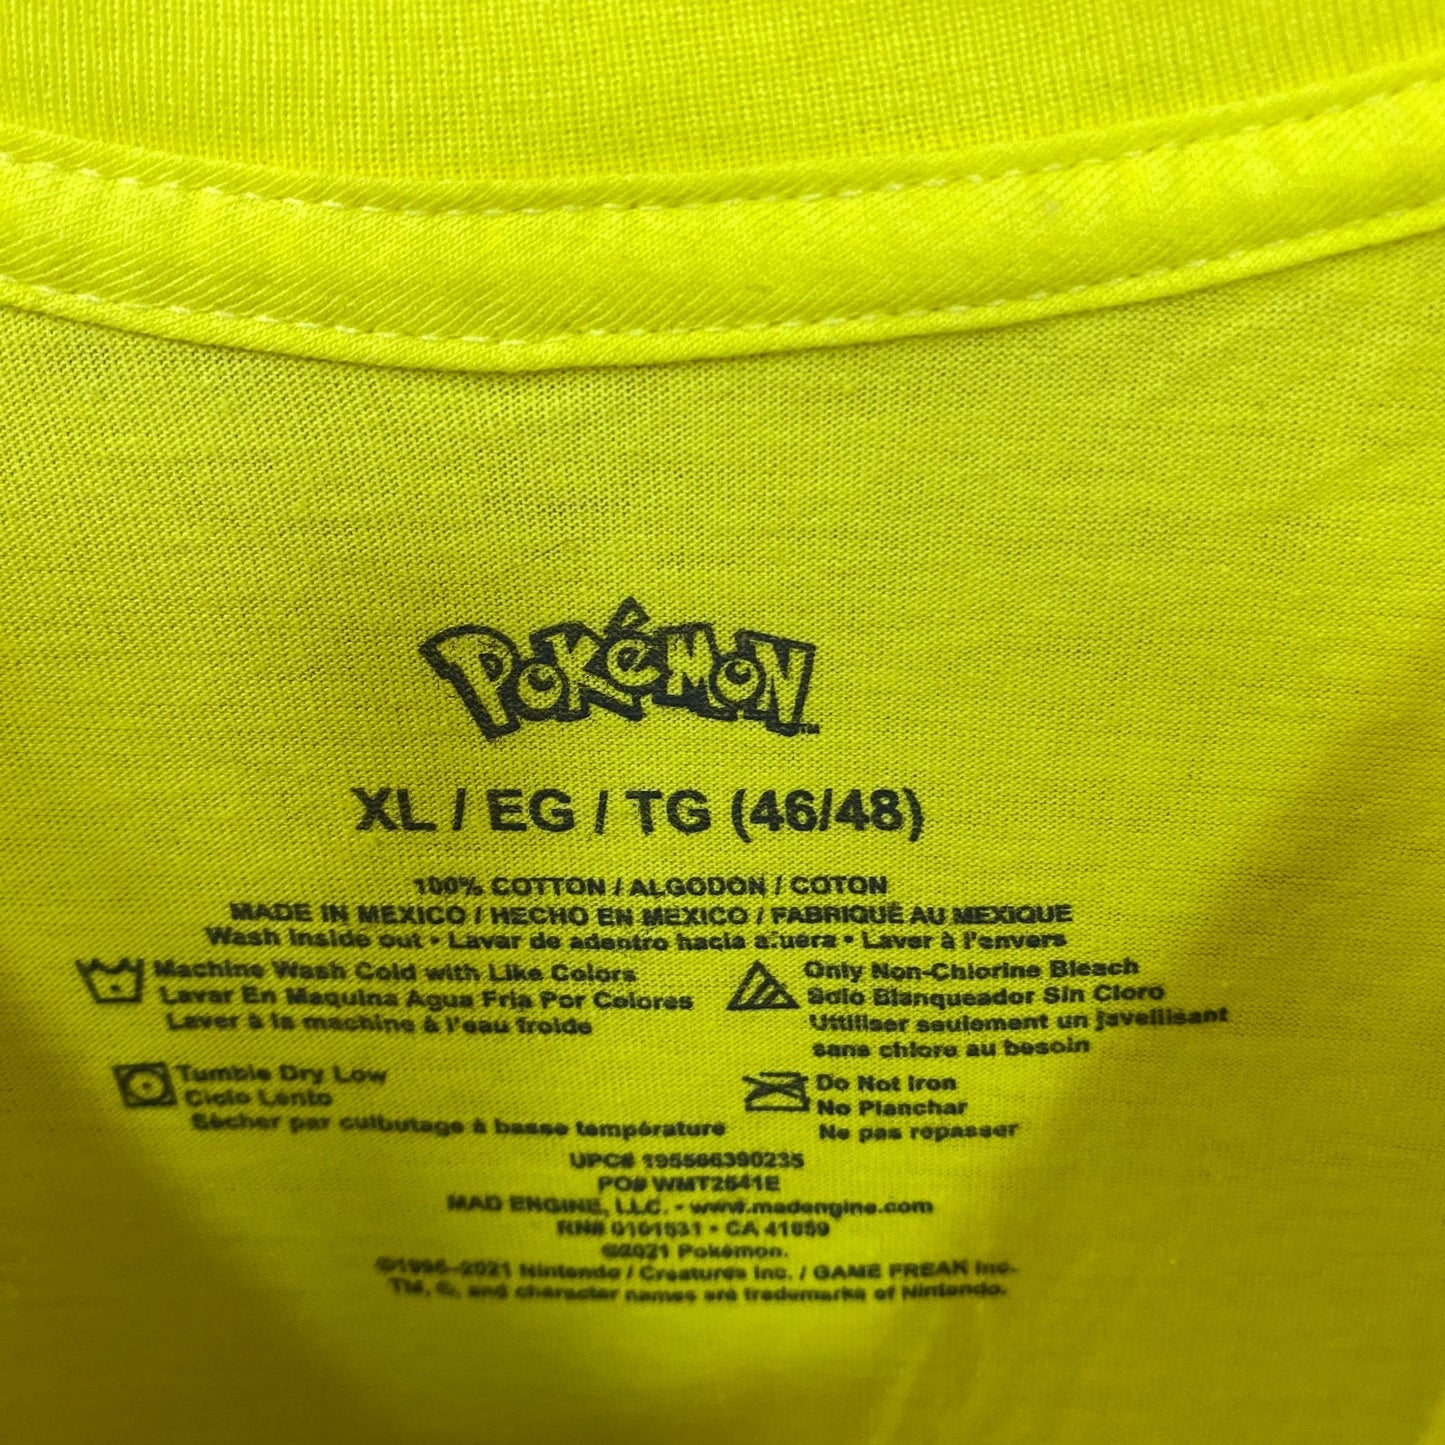 POKéMON™
XL / EG / TG (46/48)
100% COTTON / ALGODON / COTON
MADE IN MEXICO / HECHO EN MEXICO / FABRIQUÉ AU MEXIQUE
Wash inside out • Lavar de adentro hacia afuera • Laver à l'envers
Machine Wash Cold with Like Colors
Lavar En Maquina Agua Fria Por Colores
Laver à la machine à l'eau froide
Only Non-Chlorine Bleach
Solo Blanqueador Sin Cloro
Uttiliser seulement un javellisant
sans chlore au besoin
Tumble Dry Low
Ciclo Lento
Sécher par culbutage à basse température
Do Not Iron
No Planchar
Ne pas repasser
UPC# 195566390235
PO# WMT2541E
MAD ENGINE, LLC. • www.madengine.com
RN# 0101531 • CA 41659
©2021 Pokémon.
©1996–2021 Nintendo / Creatures Inc. / GAME FREAK Inc.
TM, ©, and character names are trademarks of Nintendo.